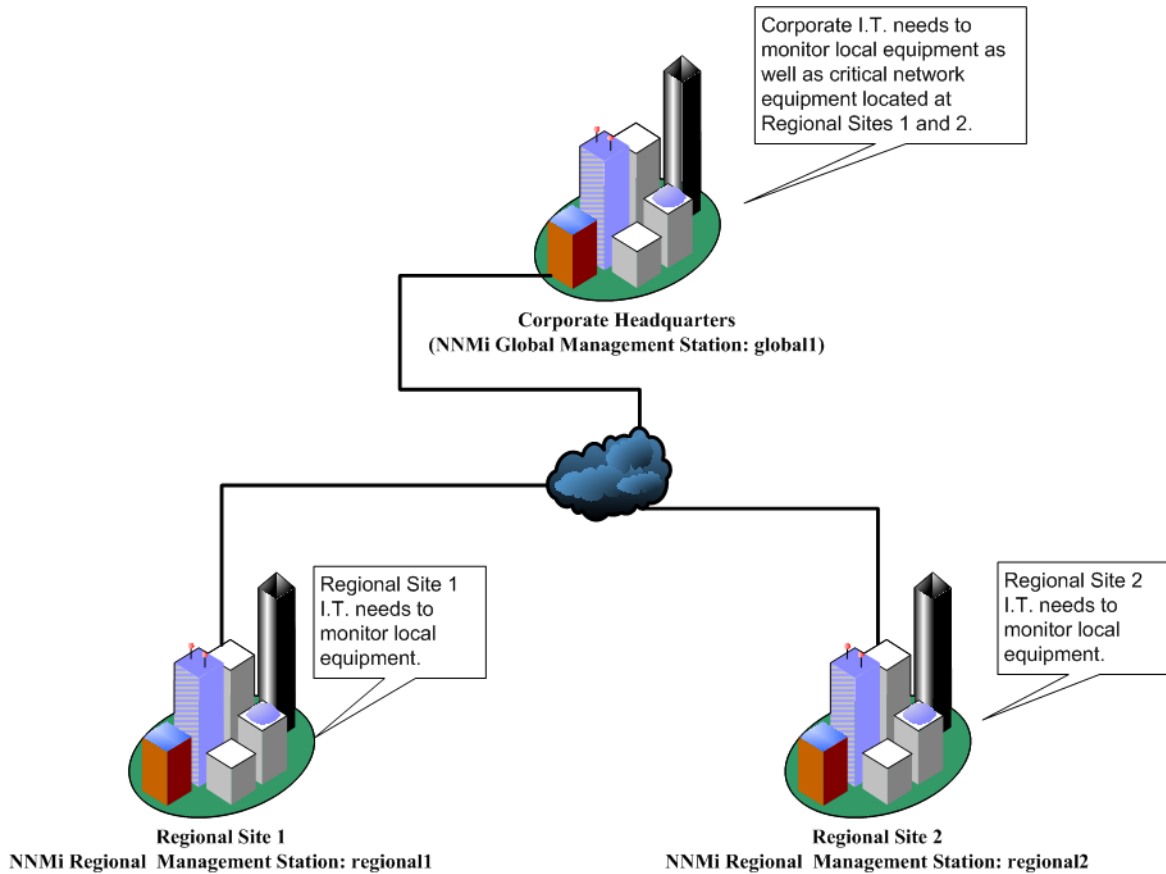 Corporate I.T. needs to
monitor local equipment as
well as critical network
equipment located at
Regional Sites 1 and 2.
Corporate Headquarters
(NNMi Global Management Station: global1)
Regional Site 1
I.T. needs to
monitor local
equipment.
Regional Site 2
I.T. needs to
monitor local
equipment.
Regional Site 1
NNMi Regional Management Station: regional1
Regional Site 2
NNMi Regional Management Station: regional2